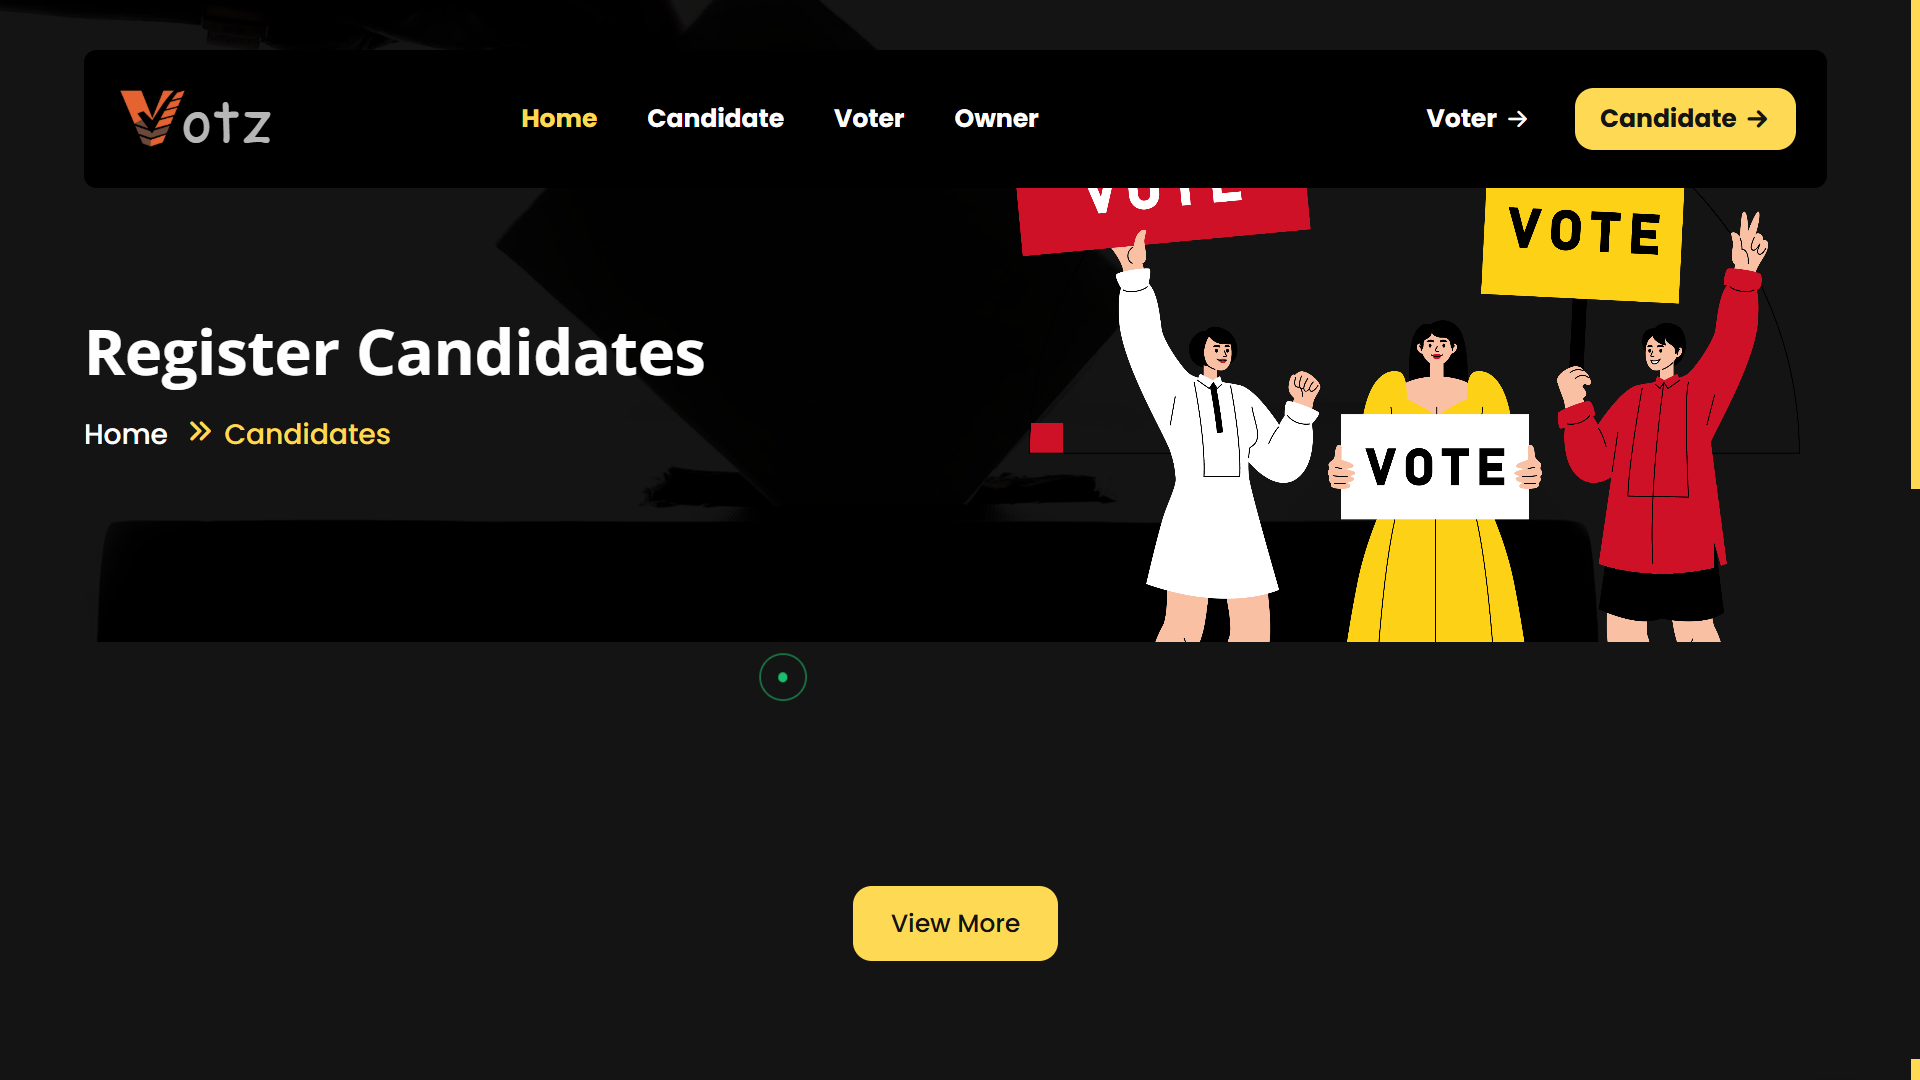 Votz
Home Candidate Voter Owner
Voter Candidate
VOTE
VOTE
Register Candidates
Home Candidates
VOTE
View More